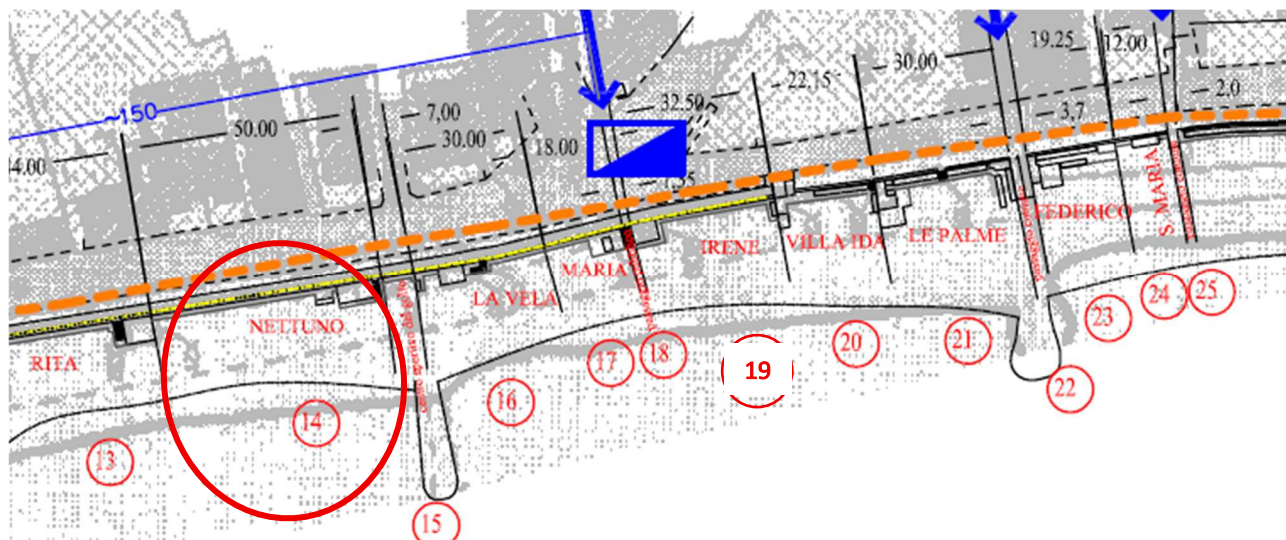 ~150
44.00
50.00
7,00
30.00
18.00
32.50
22.15
30.00
19.25
12.00
3,7
2.0
RITA
NETTUNO
LA VELA
MARIA
IRENE
VILLA IDA
LE PALME
FEDERICO
S. MARIA
13
14
15
16
17
18
19
20
21
22
23
24
25